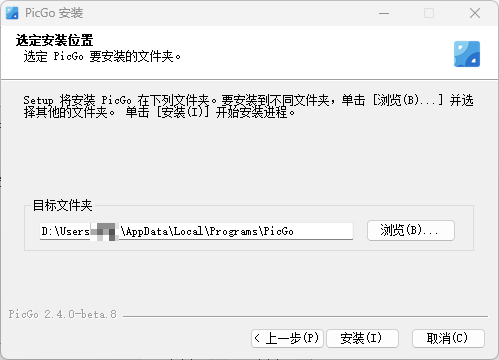 PicGo 安装
选定安装位置
选定 PicGo 要安装的文件夹。
Setup 将安装 PicGo 在下列文件夹。要安装到不同文件夹，单击 [浏览(B)...] 并选
择其他的文件夹。 单击 [安装(I)] 开始安装进程。
目标文件夹
D:\Users\AppData\Local\Programs\PicGo
浏览(B)...
PicGo 2.4.0-beta.8
< 上一步(P)
安装(I)
取消(C)